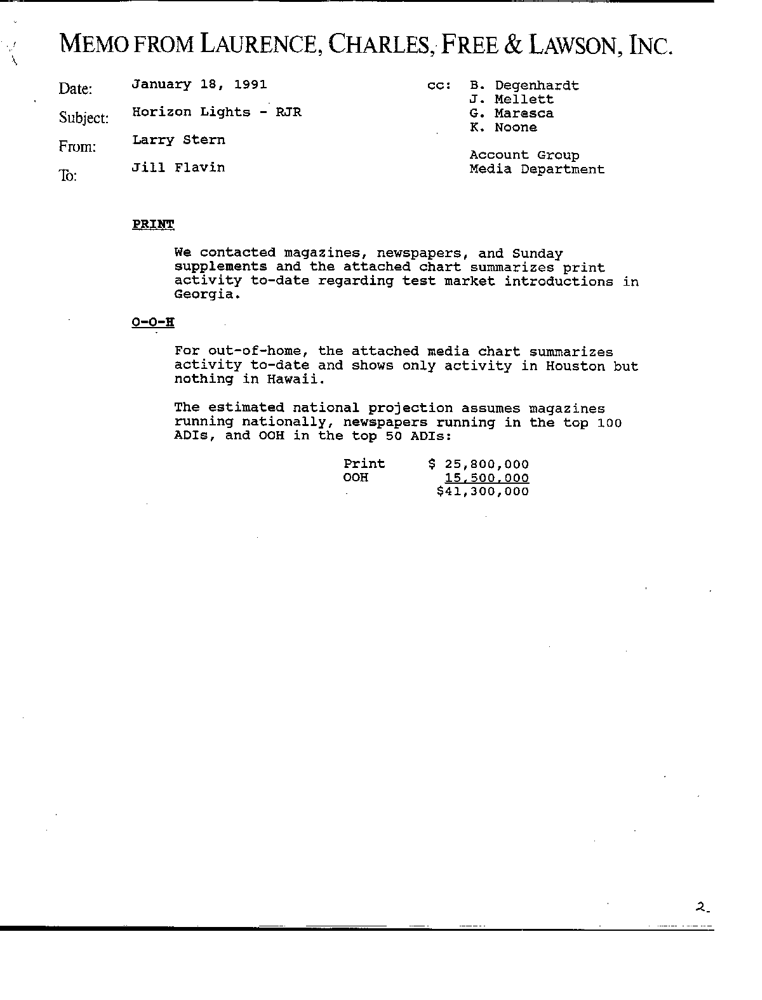 MEMO FROM LAURENCE, CHARLES, FREE & LAWSON, INC.
Date: January 18, 1991
Subject: Horizon Lights - RJR
From: Larry Stern
To: Jill Flavin
cc: B. Degenhardt
J. Mellett
G. Maresca
K. Noone
Account Group
Media Department
PRINT
We contacted magazines, newspapers, and Sunday
supplements and the attached chart summarizes print
activity to-date regarding test market introductions in
Georgia.
O-O-H
For out-of-home, the attached media chart summarizes
activity to-date and shows only activity in Houston but
nothing in Hawaii.
The estimated national projection assumes magazines
running nationally, newspapers running in the top 100
ADIs, and OOH in the top 50 ADIs:
Print $ 25,800,000
OOH 15,500,000
$41,300,000
2.